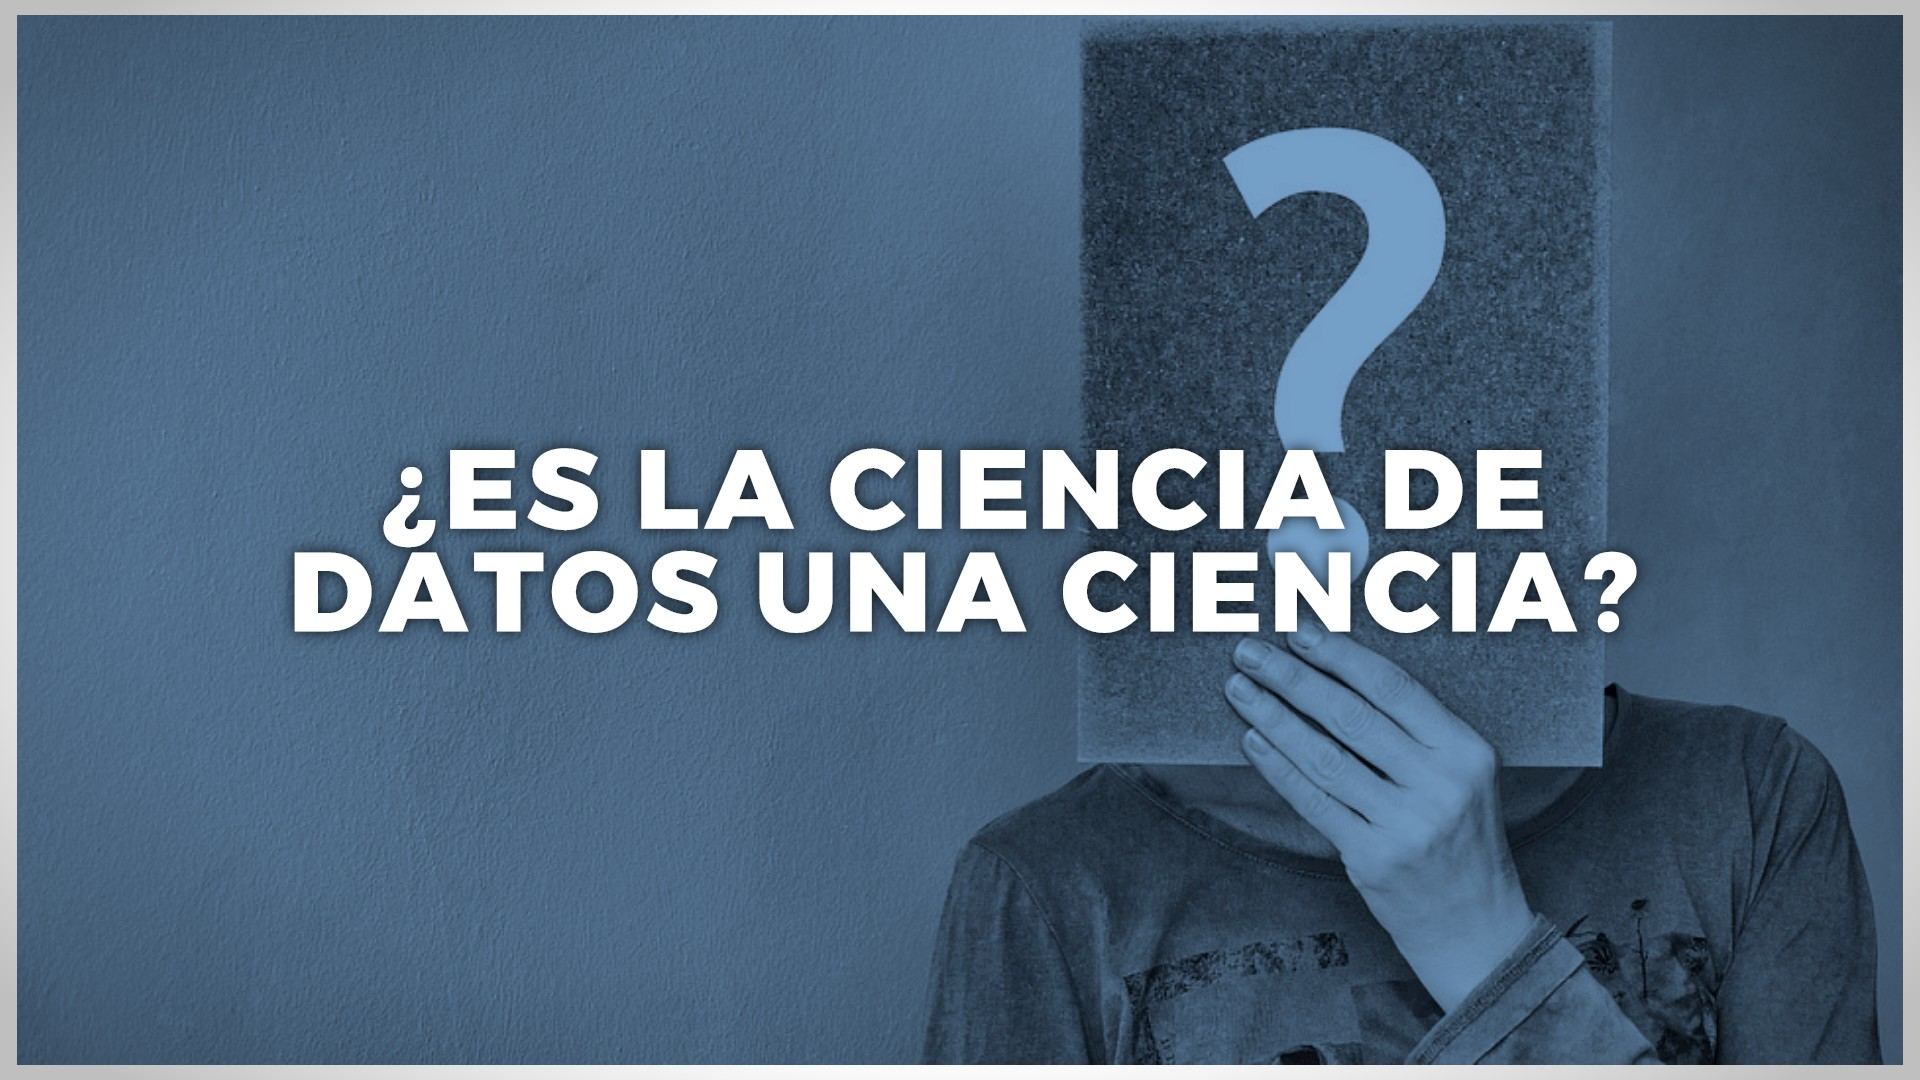 ?
¿ES LA CIENCIA DE
DATOS UNA CIENCIA?